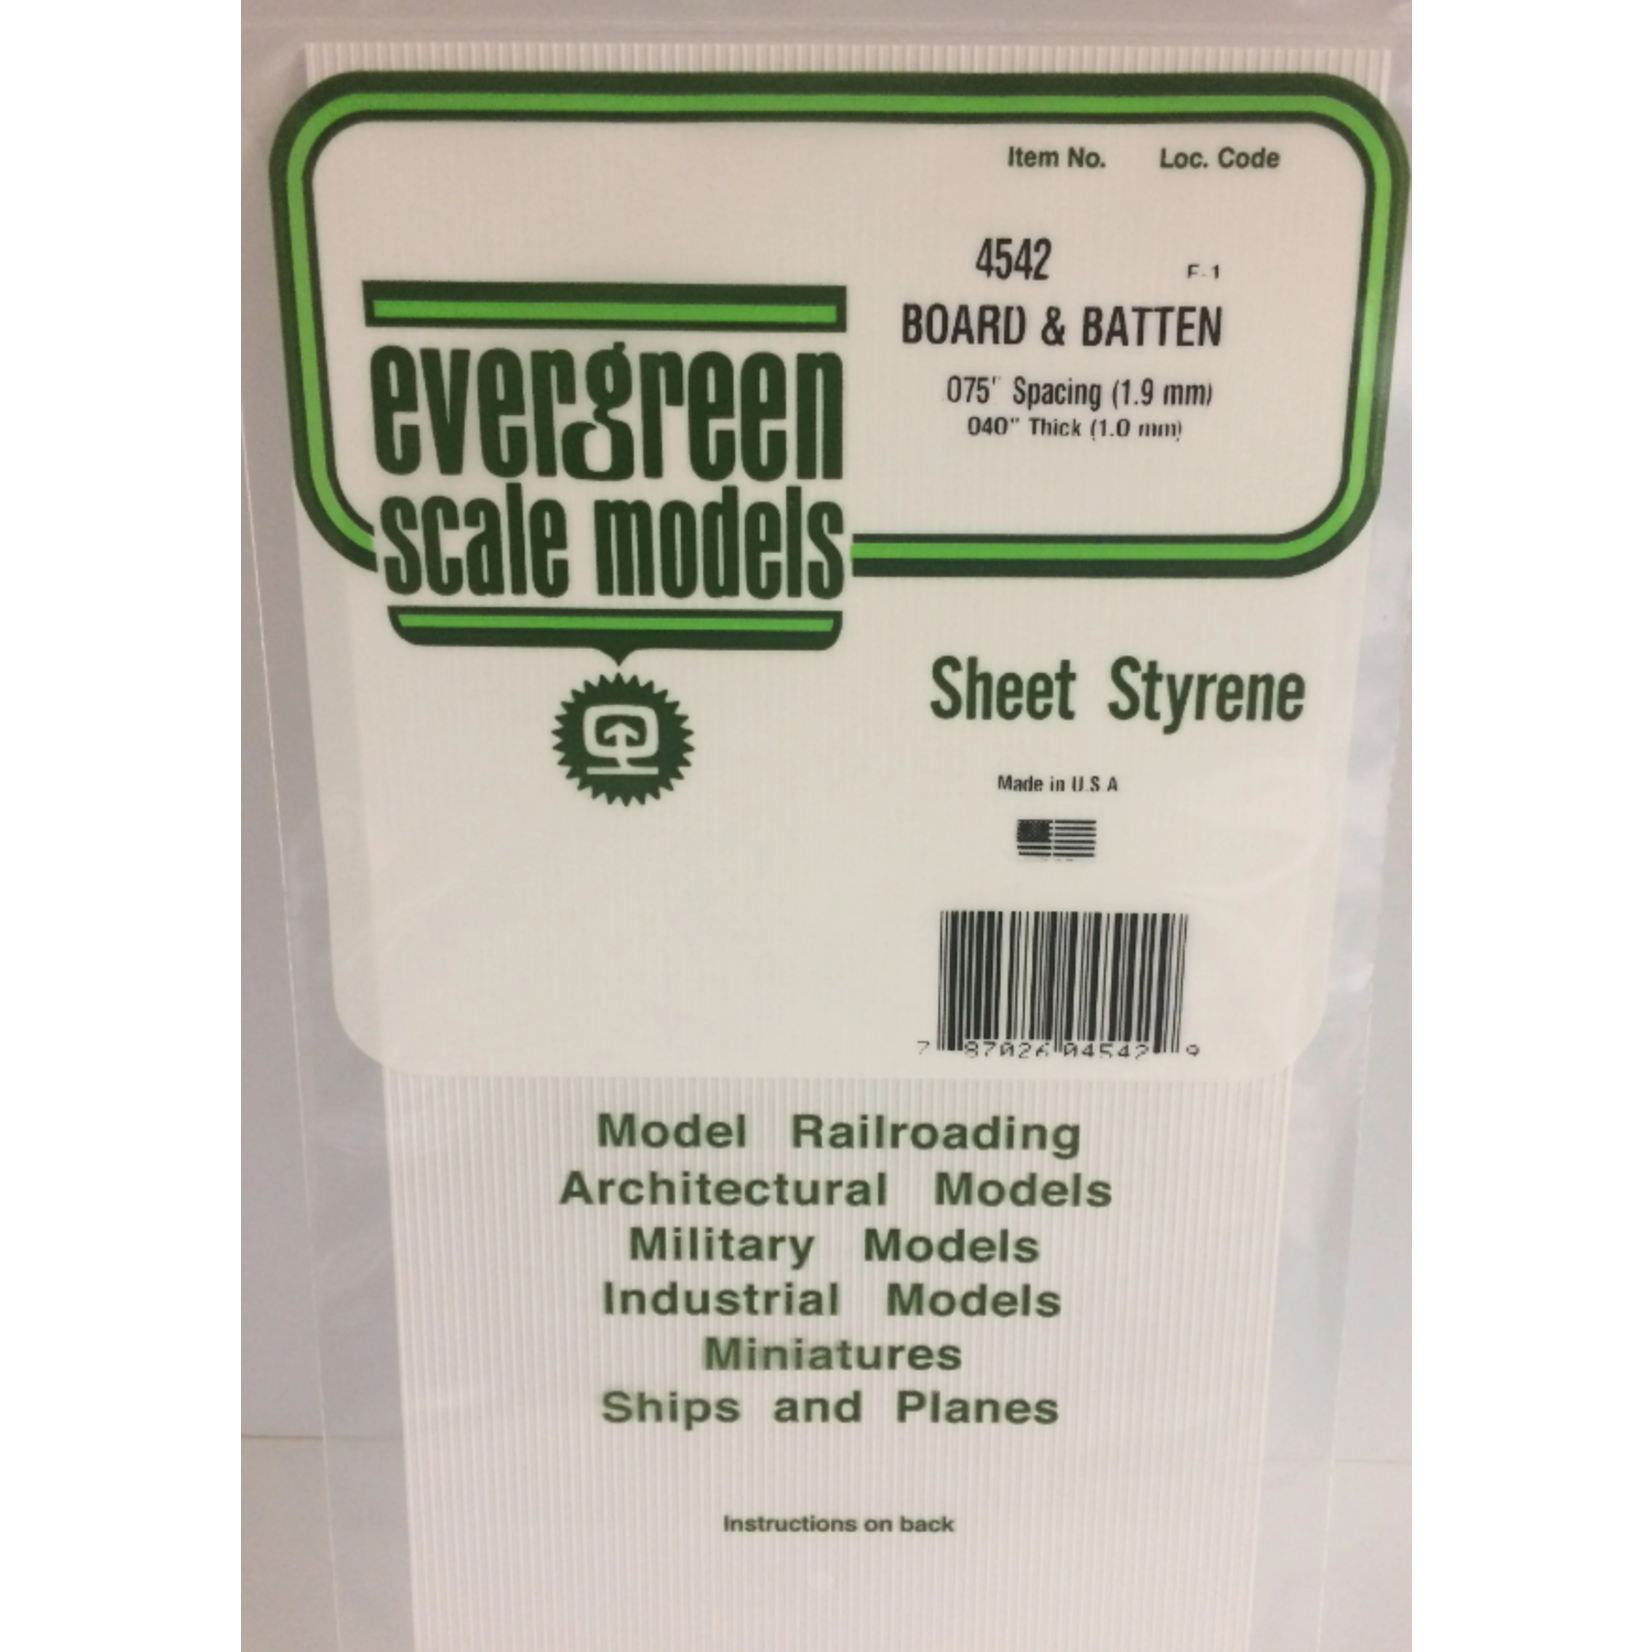 Item No. Loc. Code
4542 F-1
BOARD & BATTEN
075" Spacing (1.9 mm)
040" Thick (1.0 mm)
evergreen
scale models
Sheet Styrene
Made in U.S.A
7 87026 04542 9
Model Railroading
Architectural Models
Military Models
Industrial Models
Miniatures
Ships and Planes
Instructions on back